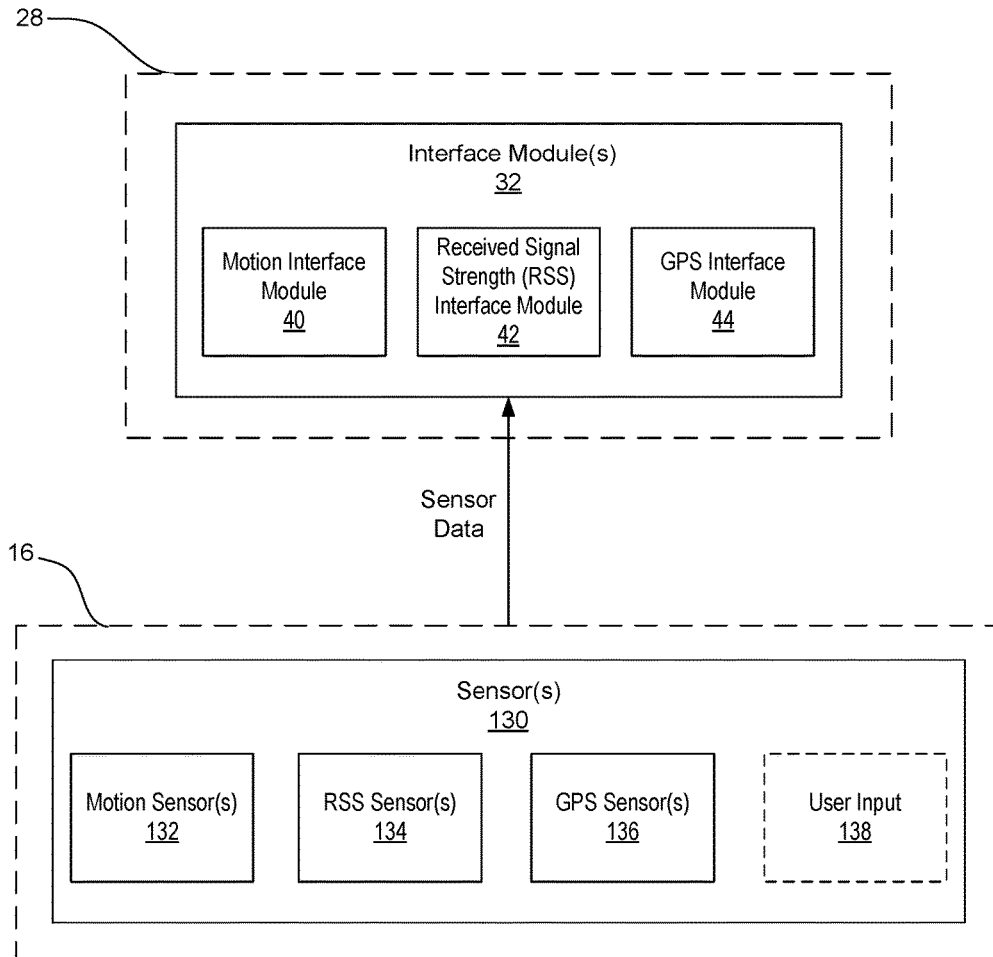 28
Interface Module(s)
32
Motion Interface
Module
40
Received Signal
Strength (RSS)
Interface Module
42
GPS Interface
Module
44
Sensor
Data
16
Sensor(s)
130
Motion Sensor(s)
132
RSS Sensor(s)
134
GPS Sensor(s)
136
User Input
138